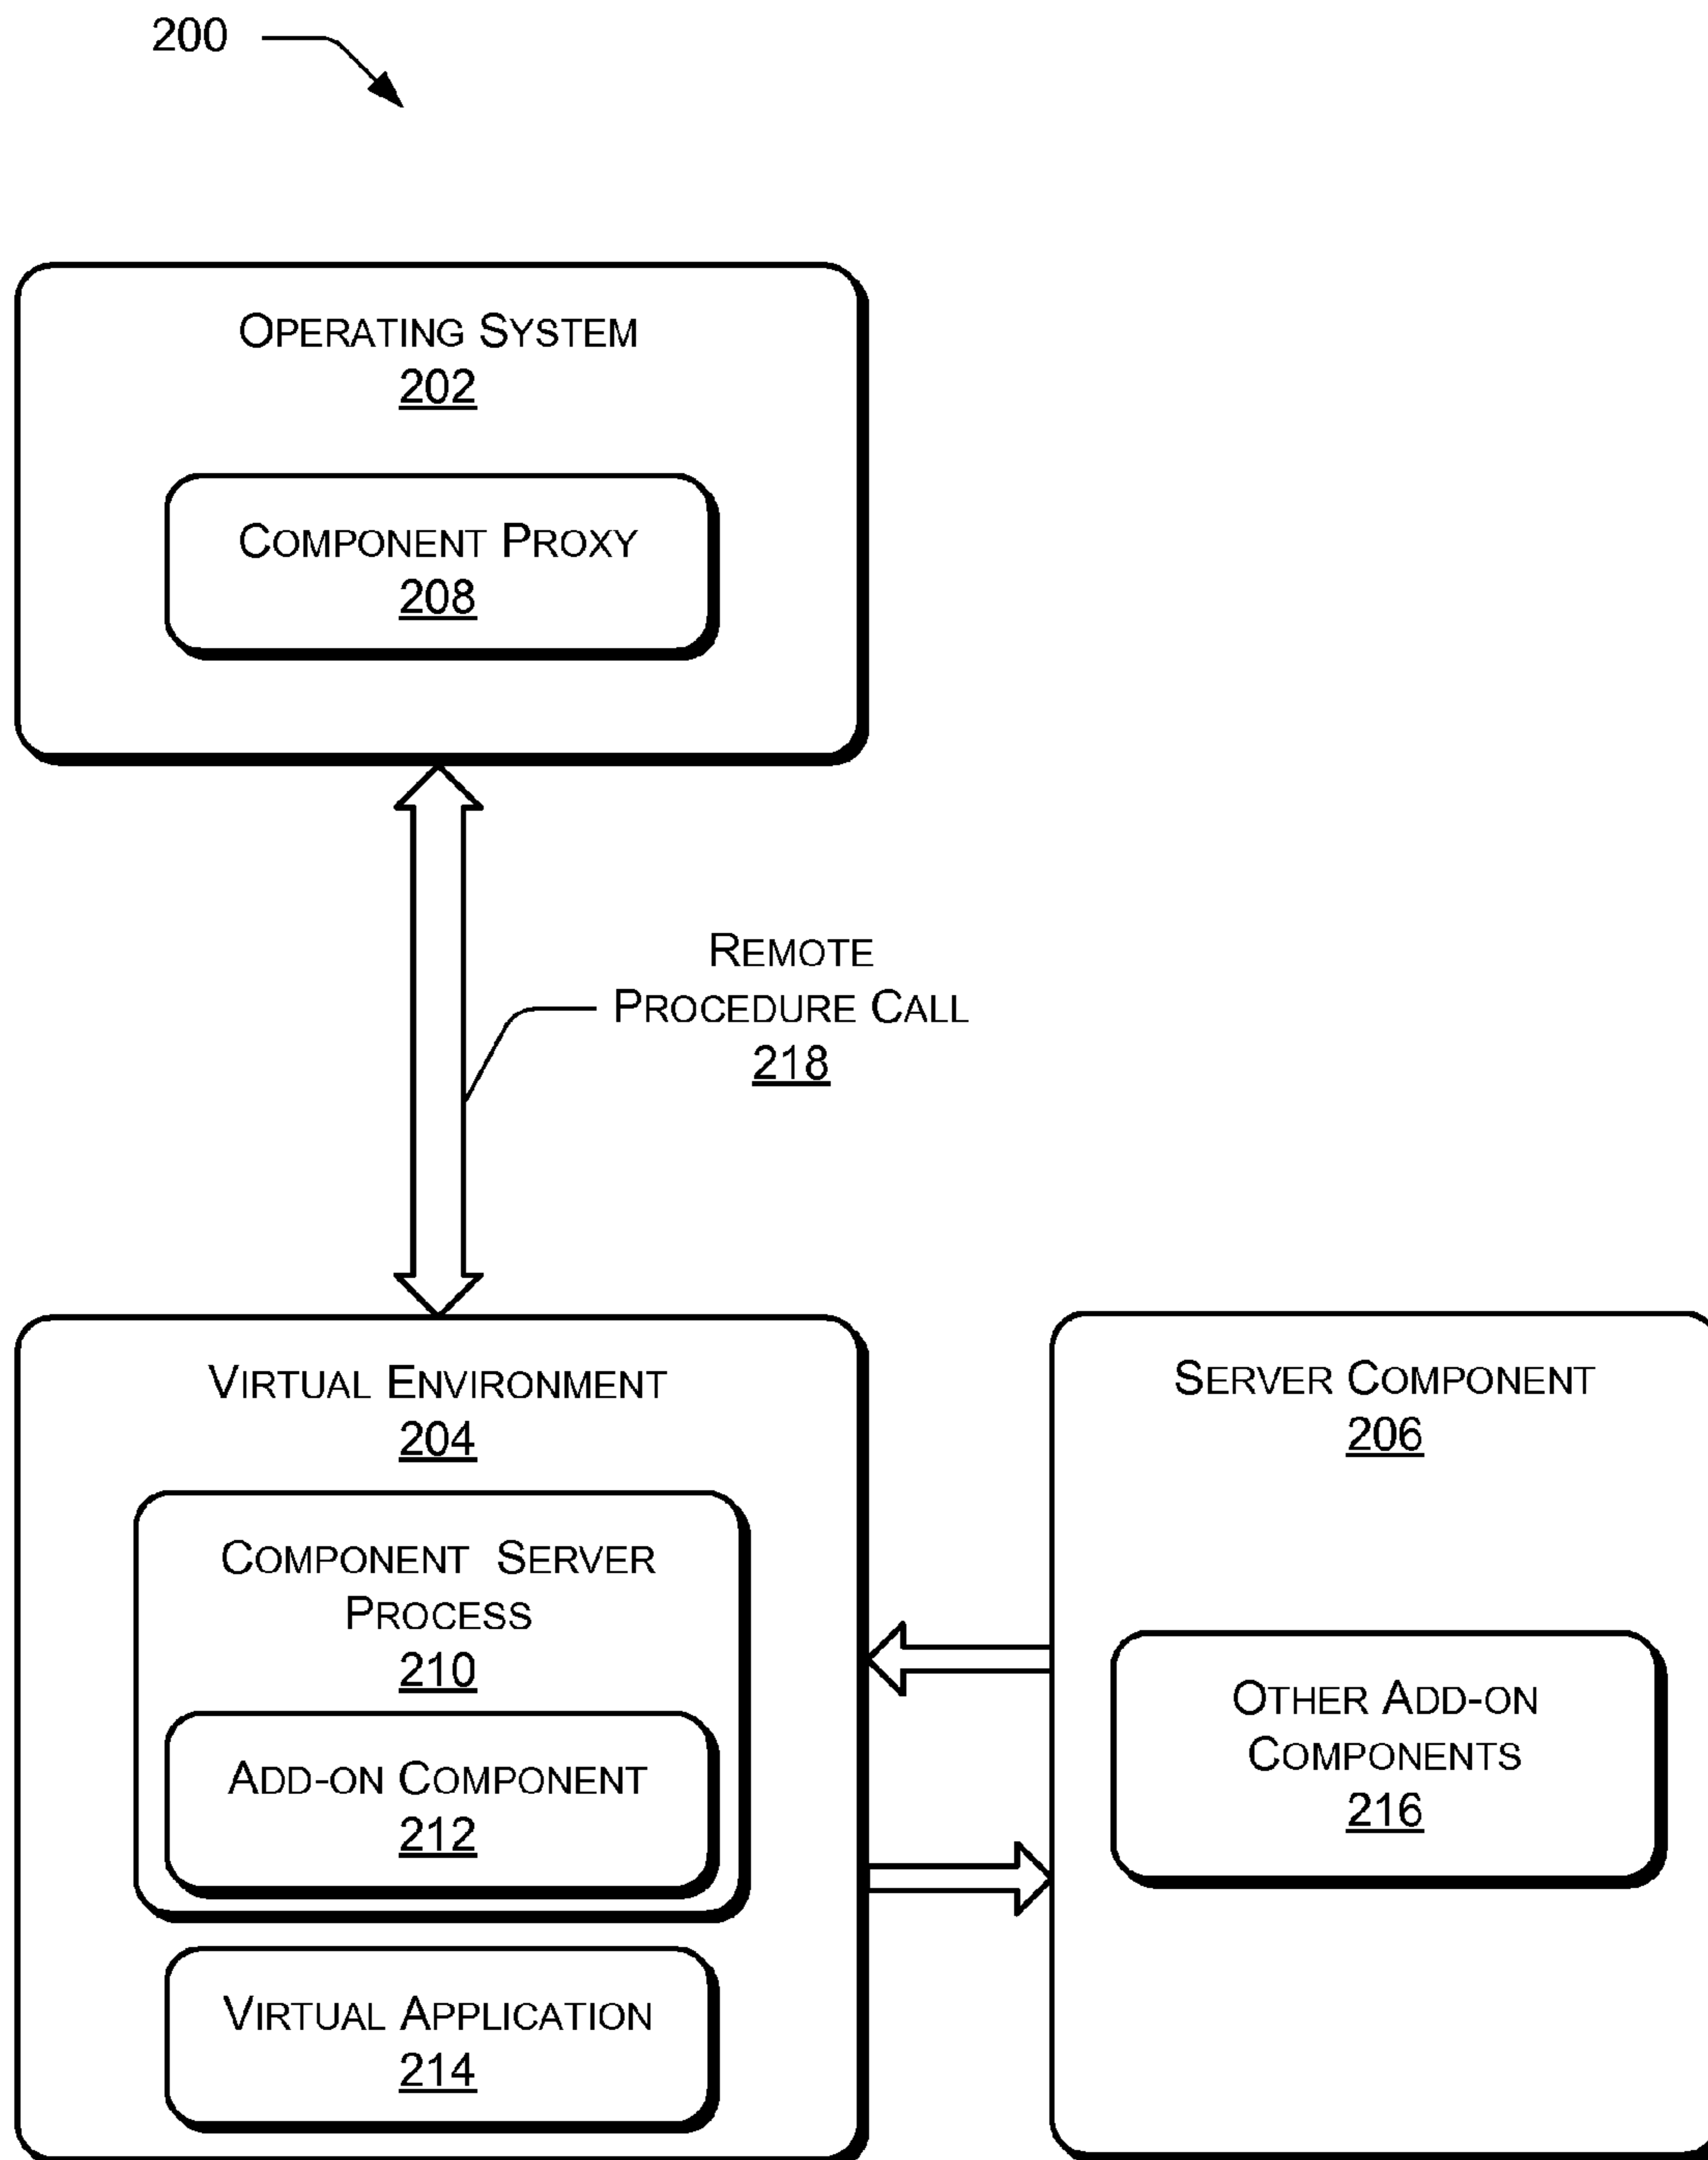 200
OPERATING SYSTEM
202
COMPONENT PROXY
208
REMOTE
PROCEDURE CALL
218
VIRTUAL ENVIRONMENT
204
COMPONENT SERVER
PROCESS
210
ADD-ON COMPONENT
212
VIRTUAL APPLICATION
214
SERVER COMPONENT
206
OTHER ADD-ON
COMPONENTS
216